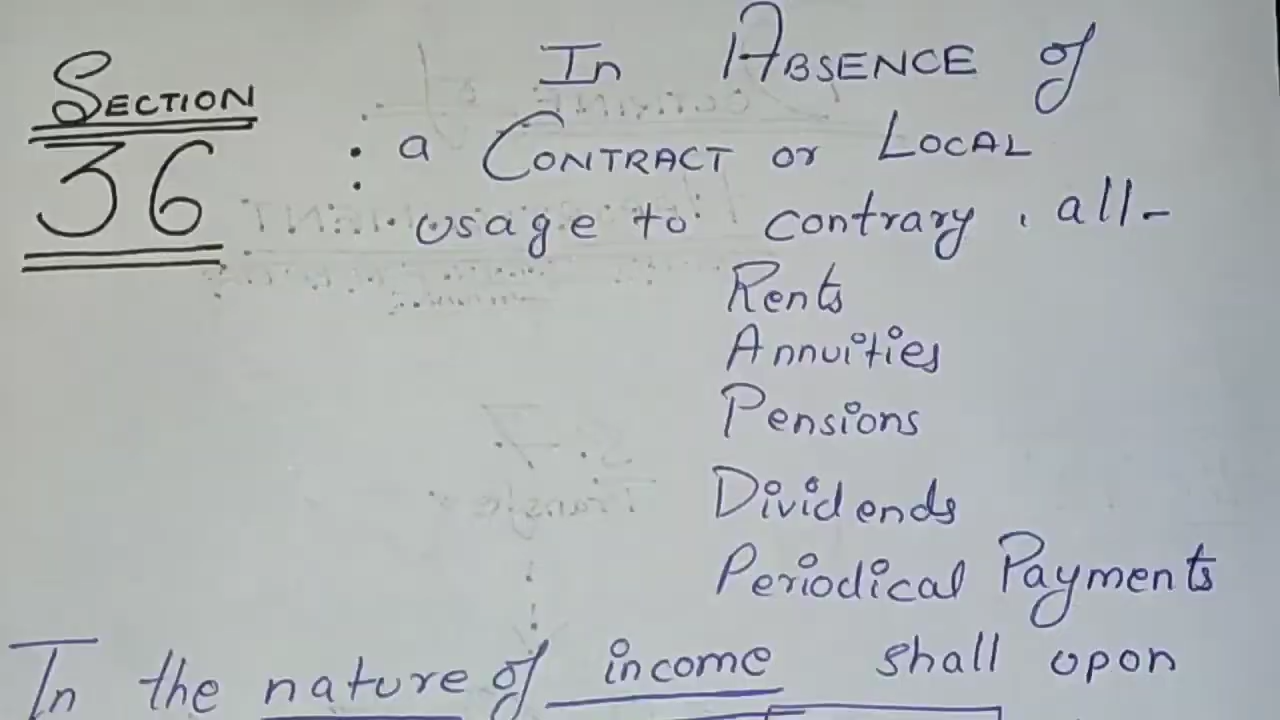 SECTION
36
In ABSENCE of
: a CONTRACT or LOCAL
usage to contrary, all-
Rents
Annuities
Pensions
Dividends
Periodical Payments
In the nature of income shall upon